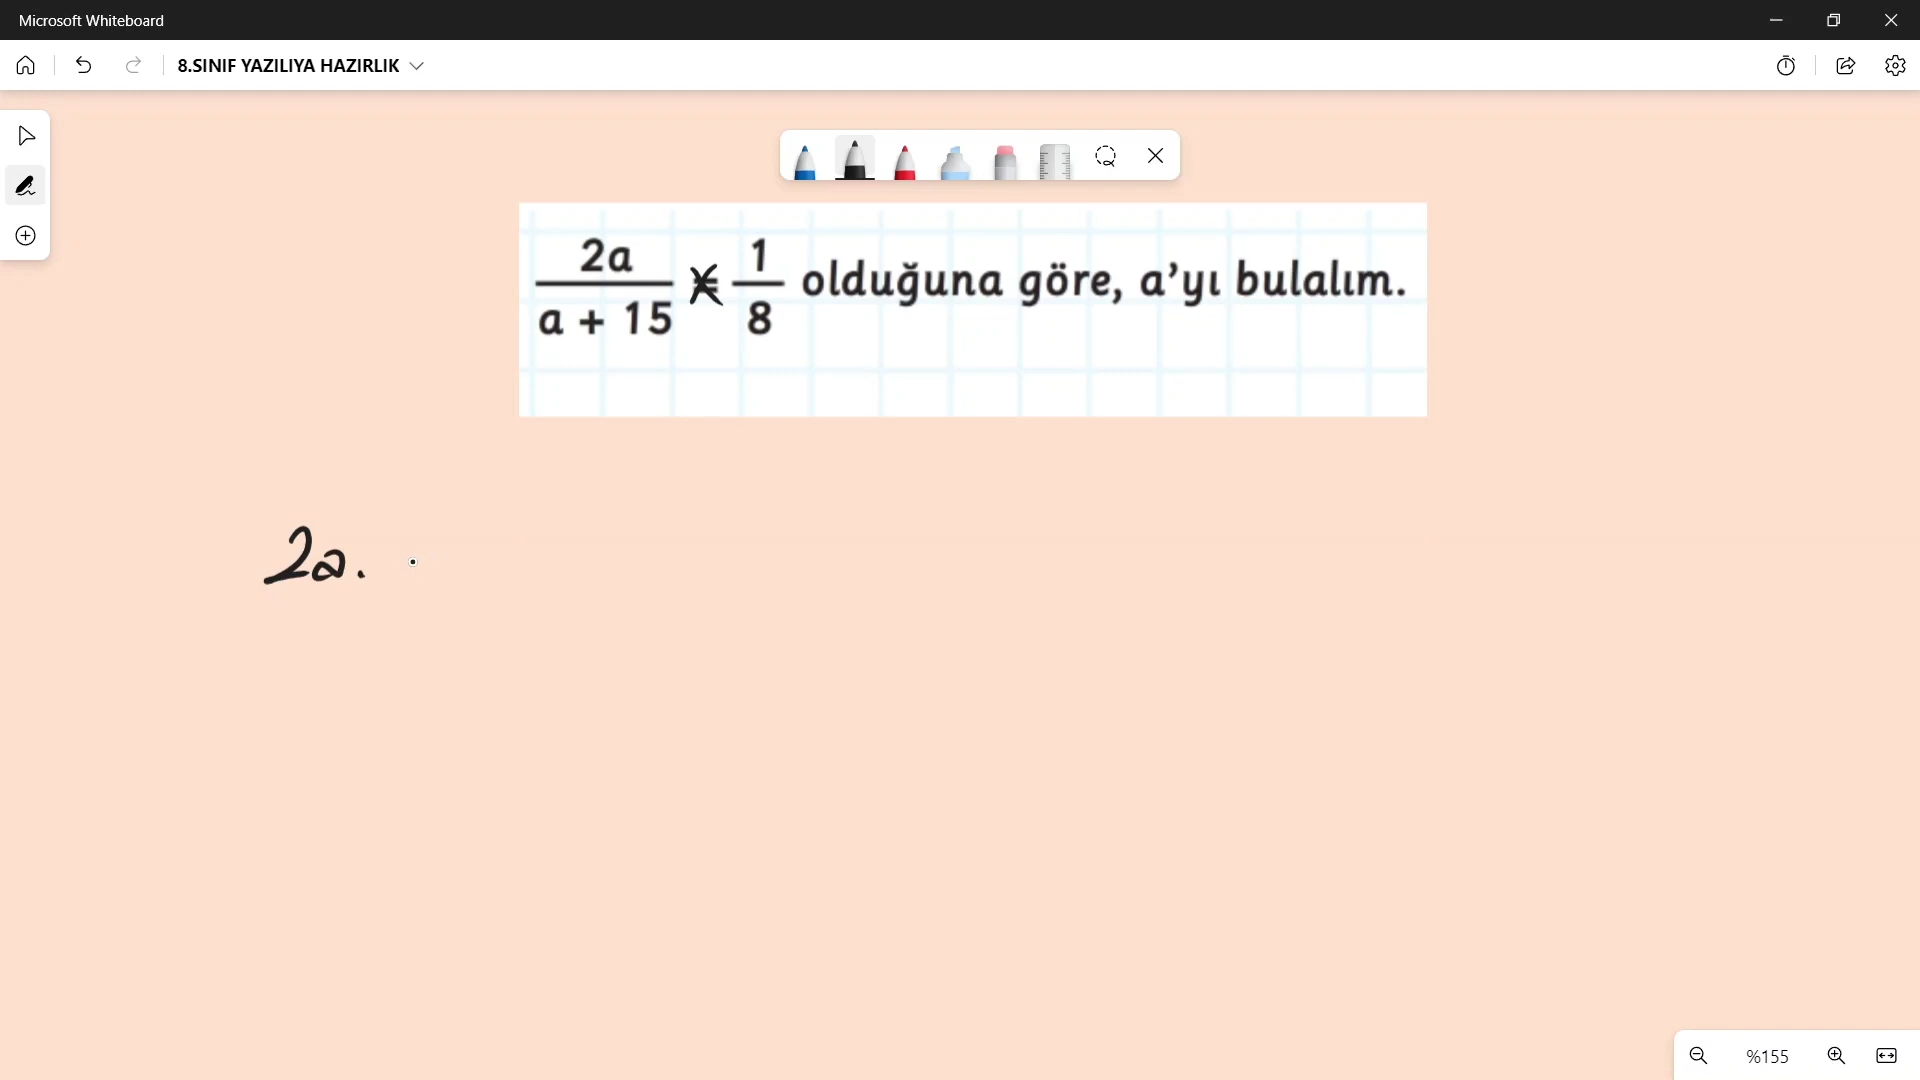 Microsoft Whiteboard
8.SINIF YAZILIYA HAZIRLIK
2a / a + 15 = 1 / 8 olduğuna göre, a’yı bulalım.
2a.
%155